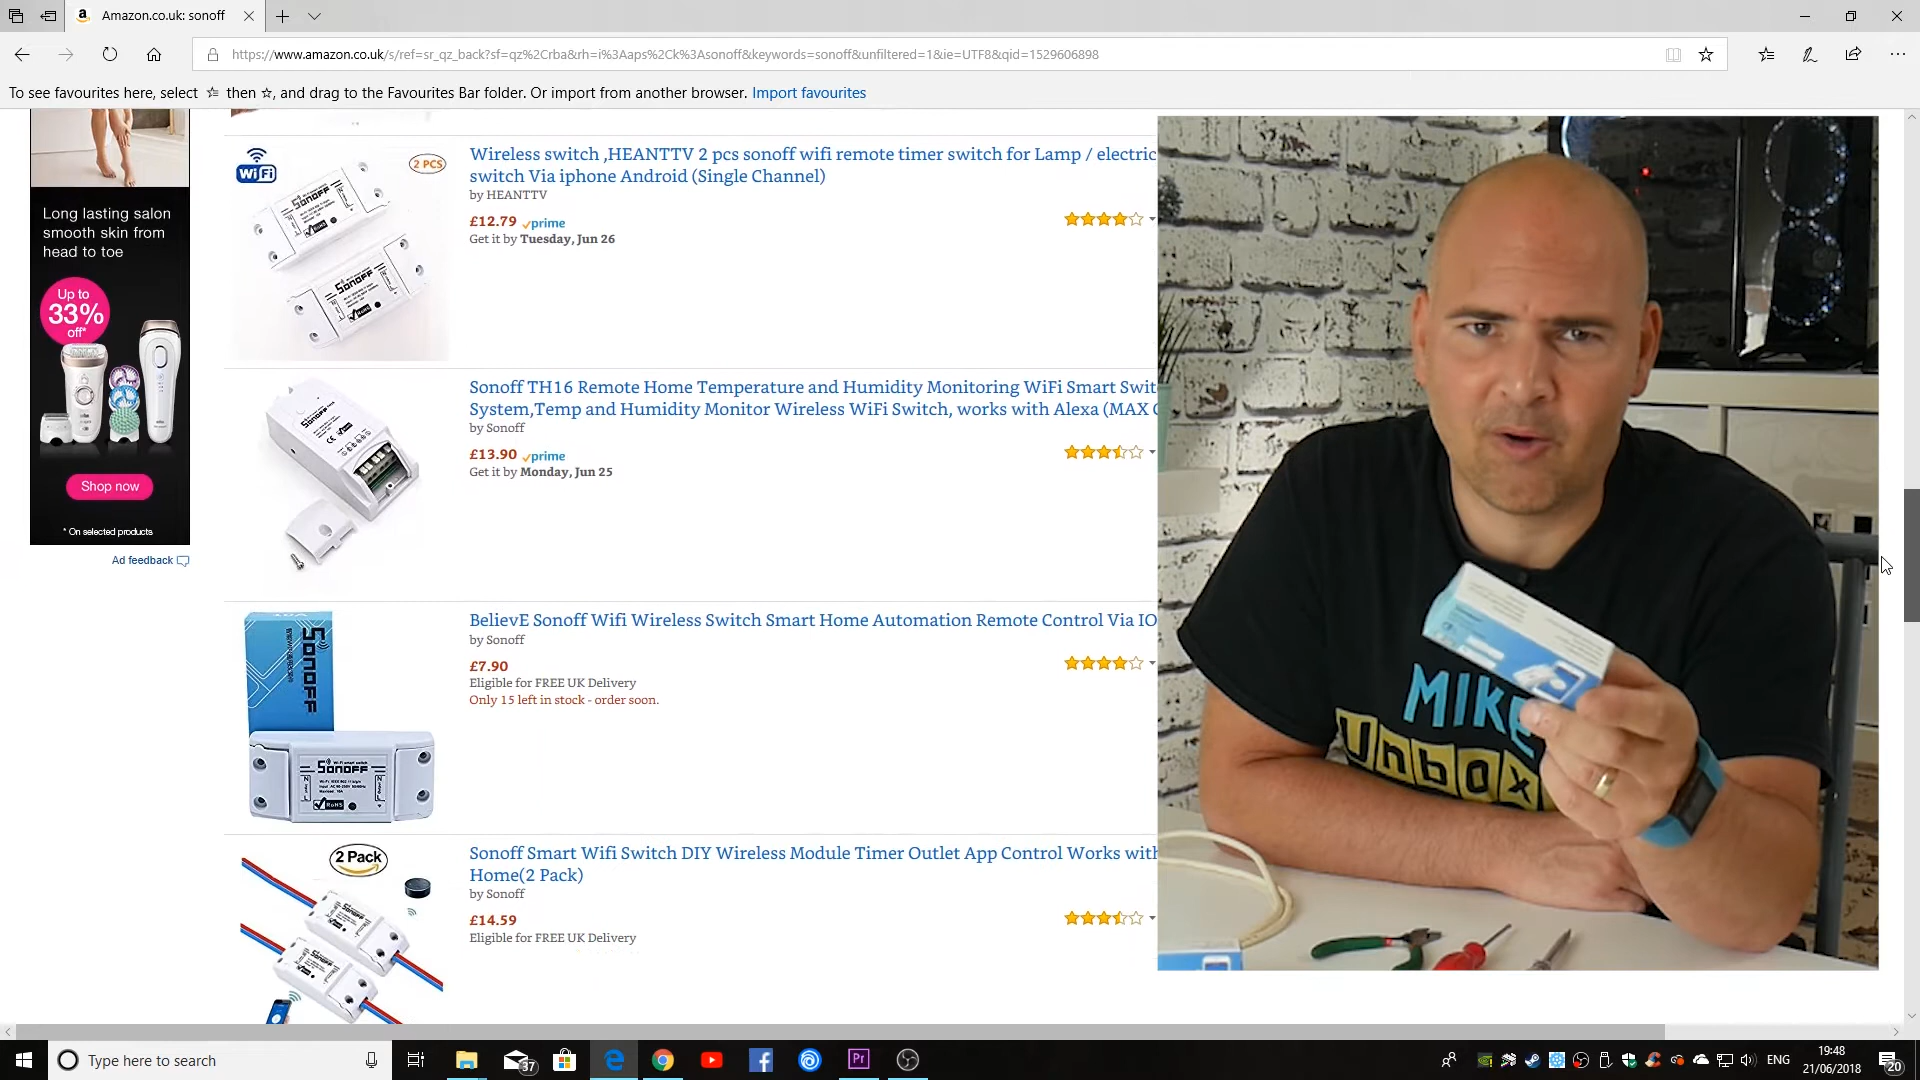 Amazon.co.uk: sonoff
https://www.amazon.co.uk/s/ref=sr_qz_back?sf=qz%2Crba&rh=i%3Aaps%2Ck%3Asonoff&keywords=sonoff&unfiltered=1&ie=UTF8&qid=1529606898
To see favourites here, select then , and drag to the Favourites Bar folder. Or import from another browser. Import favourites
Long lasting salon
smooth skin from
head to toe
Up to
33%
off*
Shop now
* On selected products
Ad feedback
WiFi
2 PCS
Sonoff
Sonoff
Wireless switch ,HEANTTV 2 pcs sonoff wifi remote timer switch for Lamp / electric
switch Via iphone Android (Single Channel)
by HEANTTV
£12.79 prime
Get it by Tuesday, Jun 26
Sonoff TH16 Remote Home Temperature and Humidity Monitoring WiFi Smart Swit
System,Temp and Humidity Monitor Wireless WiFi Switch, works with Alexa (MAX
by Sonoff
£13.90 prime
Get it by Monday, Jun 25
SONOFF
Sonoff
RoHS
BelievE Sonoff Wifi Wireless Switch Smart Home Automation Remote Control Via IO
by Sonoff
£7.90
Eligible for FREE UK Delivery
Only 15 left in stock - order soon.
2 Pack
Sonoff Smart Wifi Switch DIY Wireless Module Timer Outlet App Control Works with
Home(2 Pack)
by Sonoff
£14.59
Eligible for FREE UK Delivery
MIKE
Unbox
Type here to search
37
Pr
ENG
19:48
21/06/2018
20